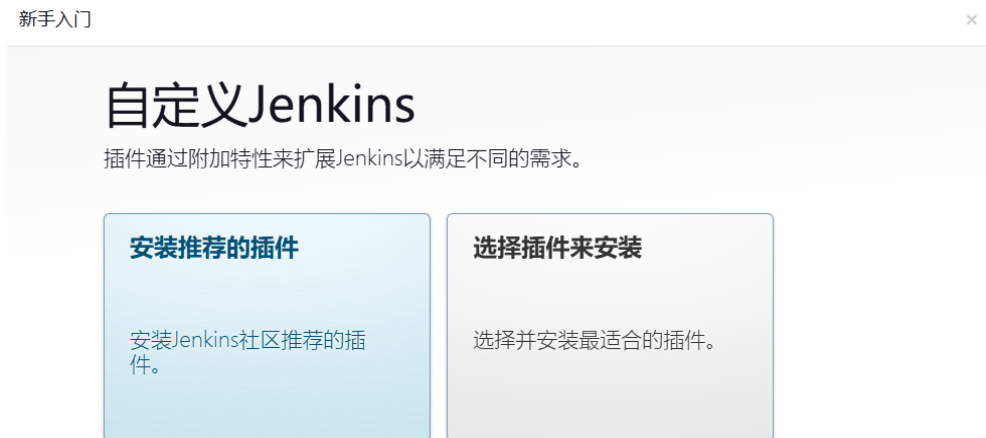 新手入门
×
自定义Jenkins
插件通过附加特性来扩展Jenkins以满足不同的需求。
安装推荐的插件
选择插件来安装
安装Jenkins社区推荐的插
件。
选择并安装最适合的插件。